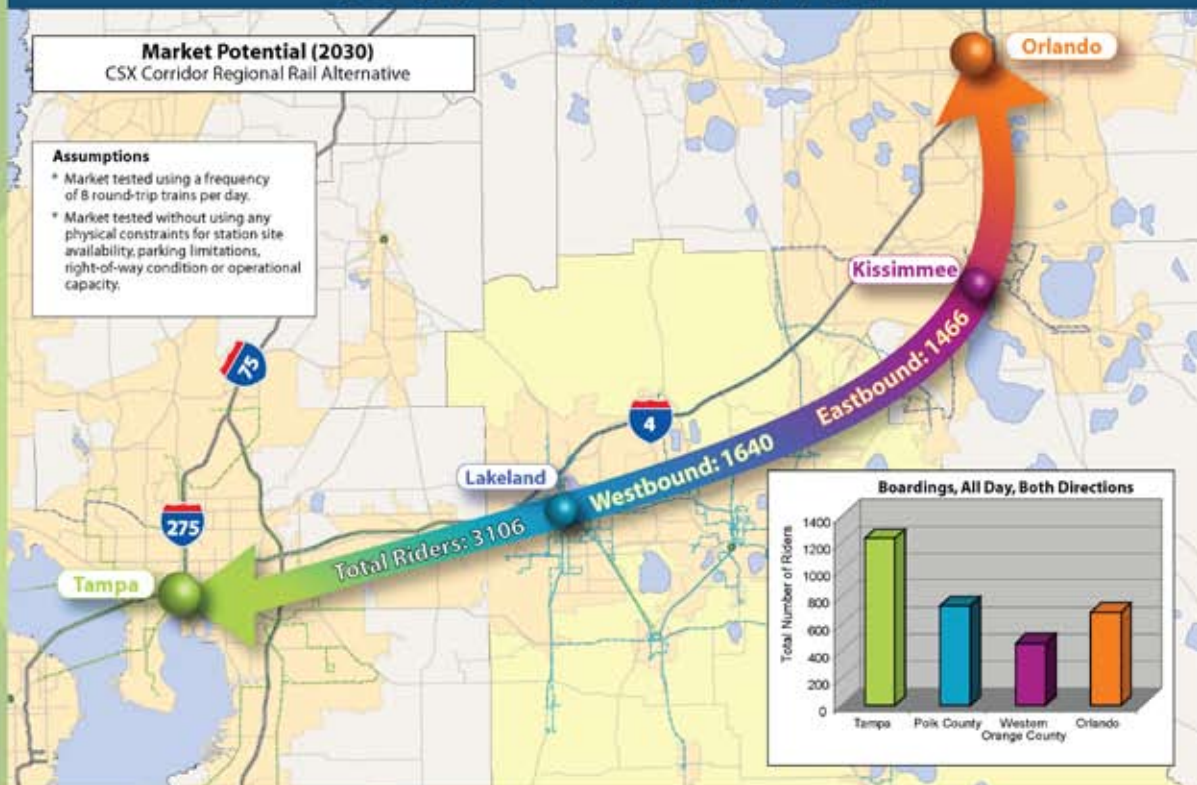 Market Potential (2030)
CSX Corridor Regional Rail Alternative
Orlando
Assumptions
* Market tested using a frequency
of 8 round-trip trains per day.
* Market tested without using any
physical constraints for station site
availability, parking limitations,
right-of-way condition or operational
capacity.
Kissimmee
75
Eastbound: 1466
4
Westbound: 1640
Lakeland
275
Total Riders: 3106
Tampa
Boardings, All Day, Both Directions
Total Number of Riders
1400
1200
1000
800
600
400
200
0
Tampa
Polk County
Western
Orange County
Orlando